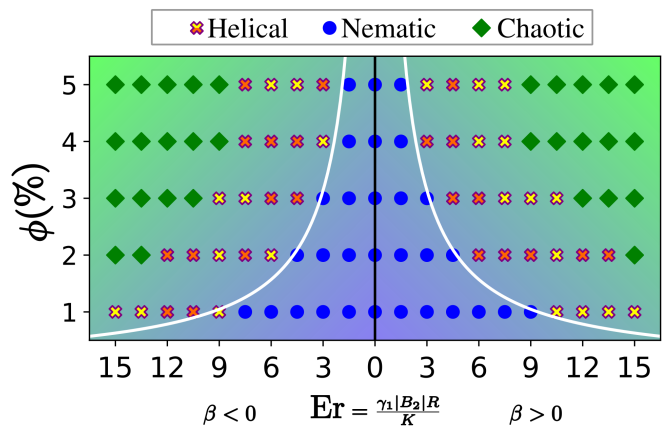 Helical Nematic Chaotic
ϕ(%)
5
4
3
2
1
15 12 9 6 3 0 3 6 9 12 15
β < 0 Er = γ₁|B₂|R/K β > 0